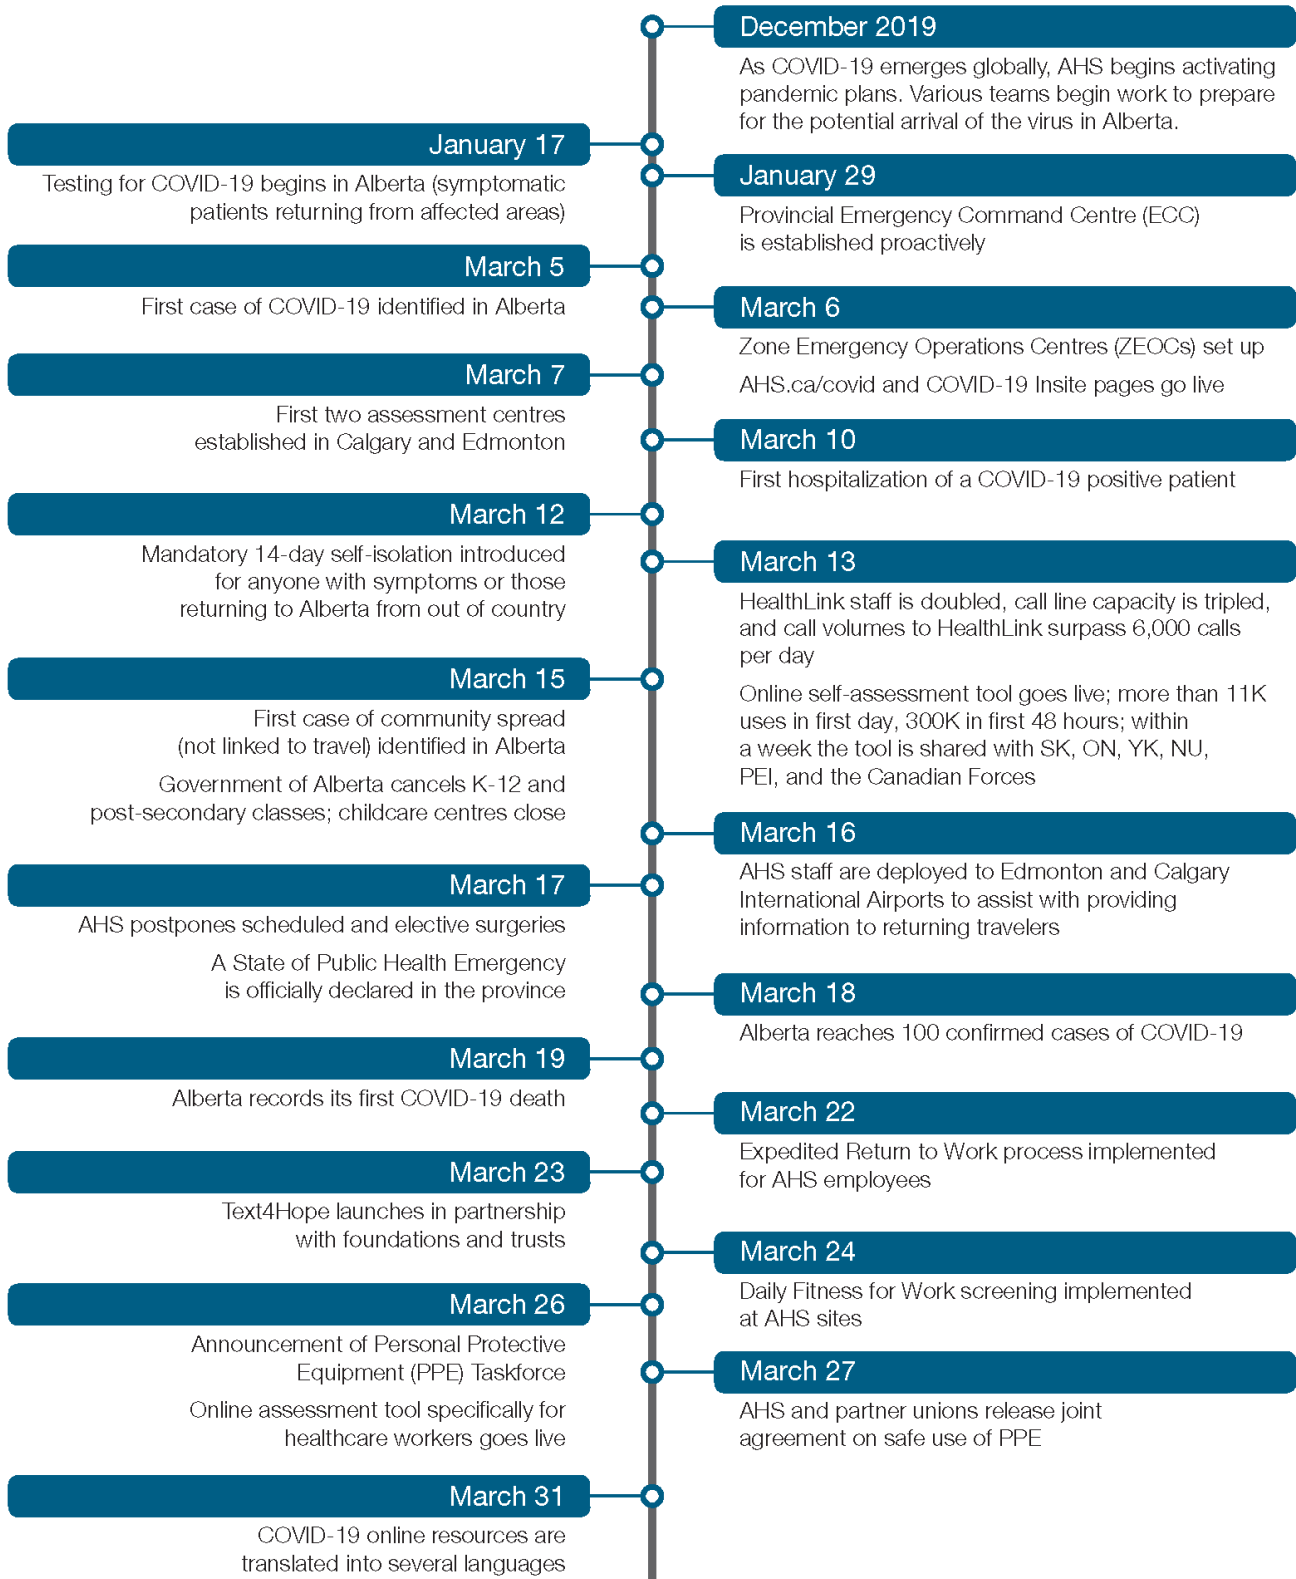 December 2019
As COVID-19 emerges globally, AHS begins activating
pandemic plans. Various teams begin work to prepare
for the potential arrival of the virus in Alberta.
January 17
Testing for COVID-19 begins in Alberta (symptomatic
patients returning from affected areas)
January 29
Provincial Emergency Command Centre (ECC)
is established proactively
March 5
First case of COVID-19 identified in Alberta
March 6
Zone Emergency Operations Centres (ZEOCs) set up
AHS.ca/covid and COVID-19 Insite pages go live
March 7
First two assessment centres
established in Calgary and Edmonton
March 10
First hospitalization of a COVID-19 positive patient
March 12
Mandatory 14-day self-isolation introduced
for anyone with symptoms or those
returning to Alberta from out of country
March 13
HealthLink staff is doubled, call line capacity is tripled,
and call volumes to HealthLink surpass 6,000 calls
per day
Online self-assessment tool goes live; more than 11K
uses in first day, 300K in first 48 hours; within
a week the tool is shared with SK, ON, YK, NU,
PEI, and the Canadian Forces
March 15
First case of community spread
(not linked to travel) identified in Alberta
Government of Alberta cancels K-12 and
post-secondary classes; childcare centres close
March 16
AHS staff are deployed to Edmonton and Calgary
International Airports to assist with providing
information to returning travelers
March 17
AHS postpones scheduled and elective surgeries
A State of Public Health Emergency
is officially declared in the province
March 18
Alberta reaches 100 confirmed cases of COVID-19
March 19
Alberta records its first COVID-19 death
March 22
Expedited Return to Work process implemented
for AHS employees
March 23
Text4Hope launches in partnership
with foundations and trusts
March 24
Daily Fitness for Work screening implemented
at AHS sites
March 26
Announcement of Personal Protective
Equipment (PPE) Taskforce
Online assessment tool specifically for
healthcare workers goes live
March 27
AHS and partner unions release joint
agreement on safe use of PPE
March 31
COVID-19 online resources are
translated into several languages